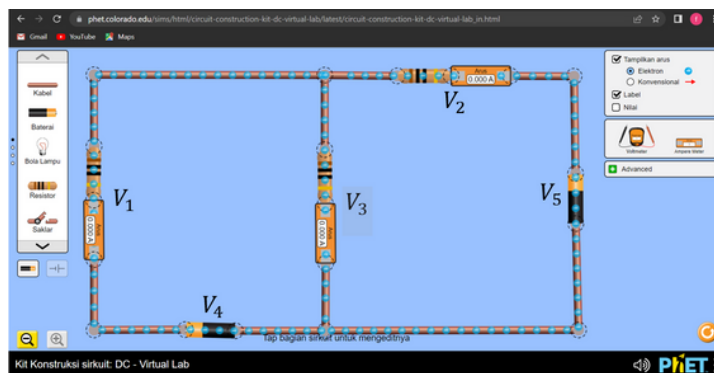 phet.colorado.edu/sims/html/circuit-construction-kit-dc-virtual-lab/latest/circuit-construction-kit-dc-virtual-lab_in.html
Gmail YouTube Maps
Kabel
Baterai
Bola Lampu
Resistor
Saklar
Arus
0.000 A
V₂
V₁
Arus
0.000 A
V₃
Arus
0.000 A
V₅
V₄
Tap bagian sirkuit untuk mengeditnya
Tampilkan arus
Elektron
Konvensional
Label
Nilai
Voltmeter
Ampere Meter
Advanced
Kit Konstruksi sirkuit: DC - Virtual Lab
PhET